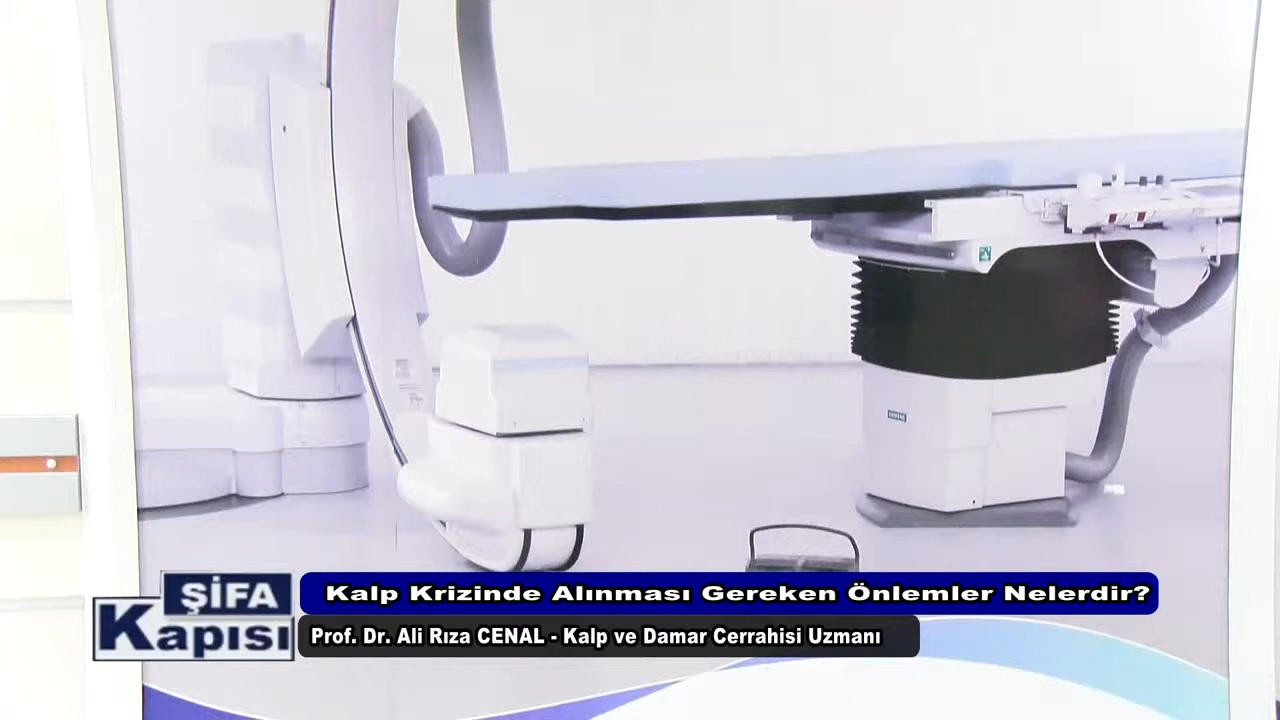 ŞİFA
Kapısı
Kalp Krizinde Alınması Gereken Önlemler Nelerdir?
Prof. Dr. Ali Rıza CENAL - Kalp ve Damar Cerrahisi Uzmanı